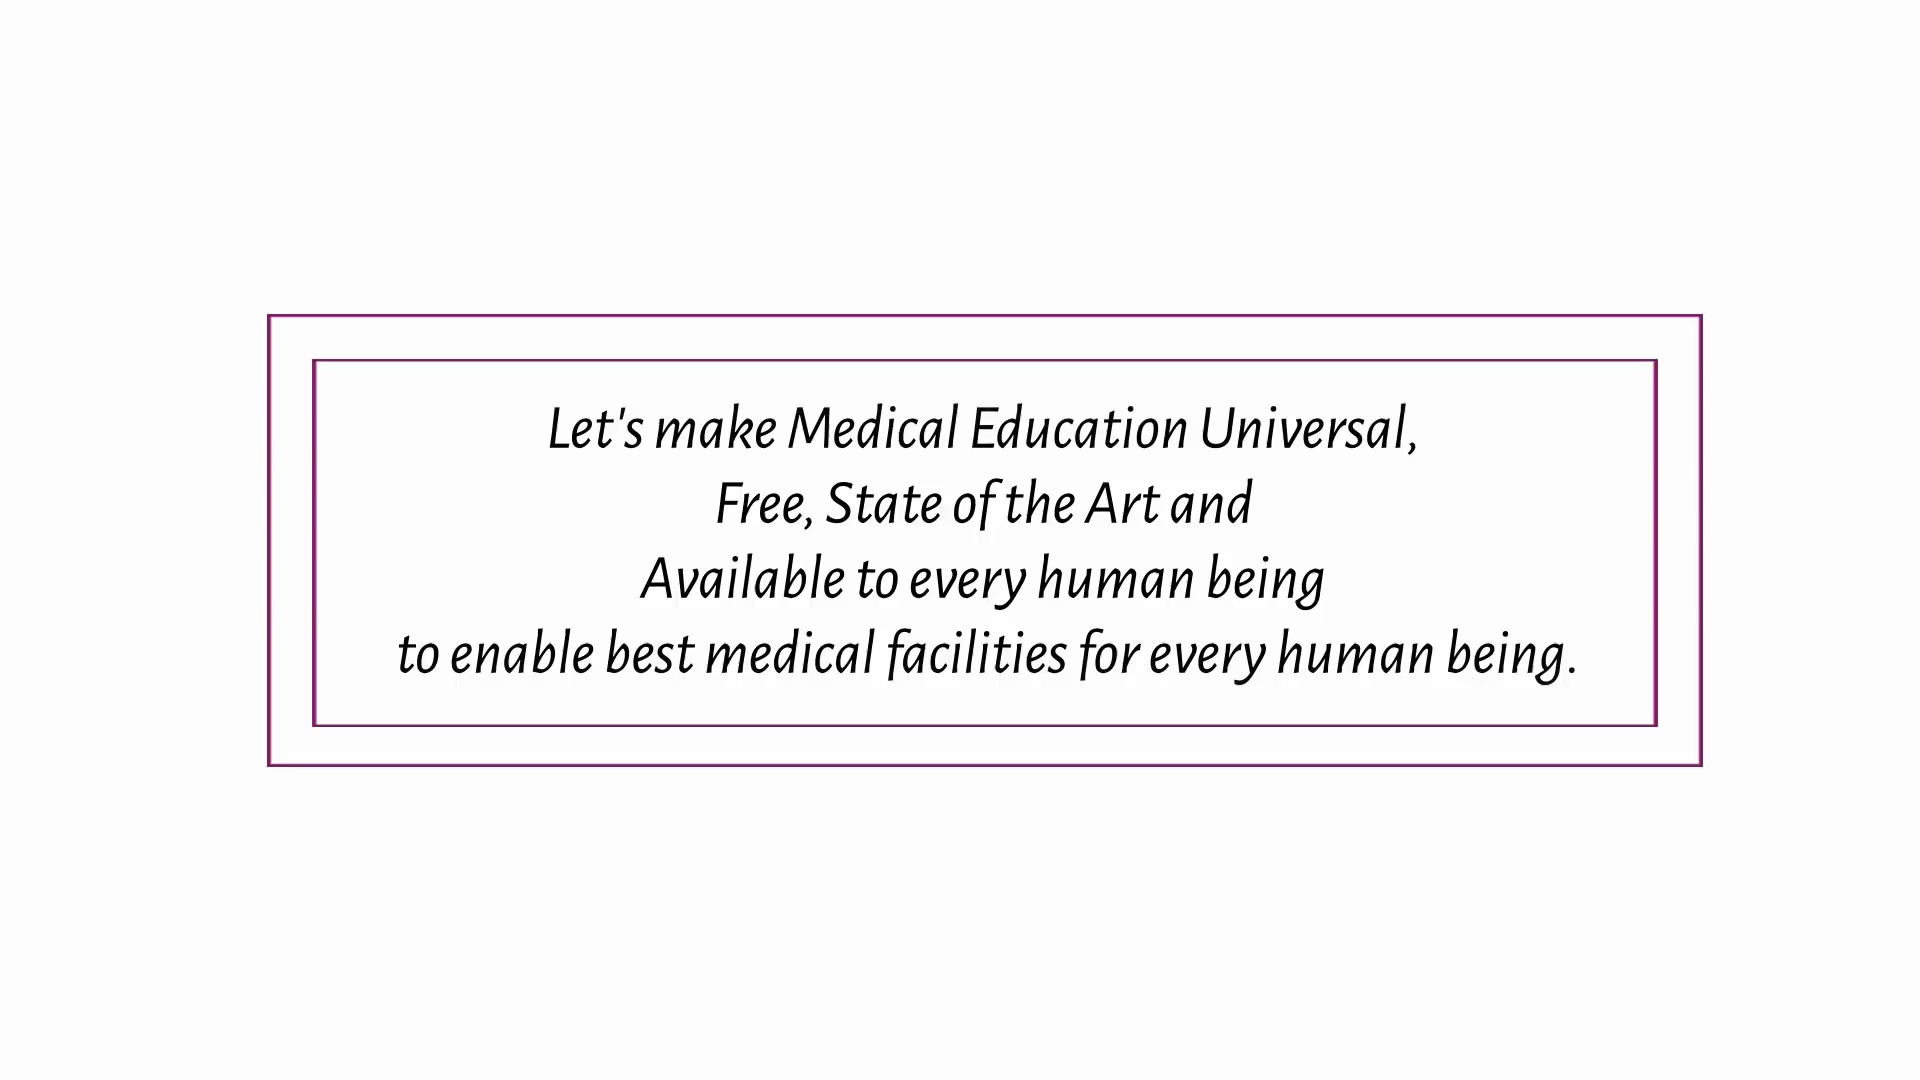 Let's make Medical Education Universal,
Free, State of the Art and
Available to every human being
to enable best medical facilities for every human being.